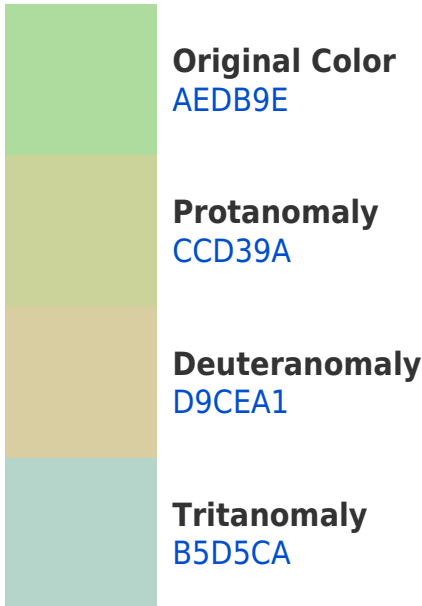 Original Color
AEDB9E
Protanomaly
CCD39A
Deuteranomaly
D9CEA1
Tritanomaly
B5D5CA